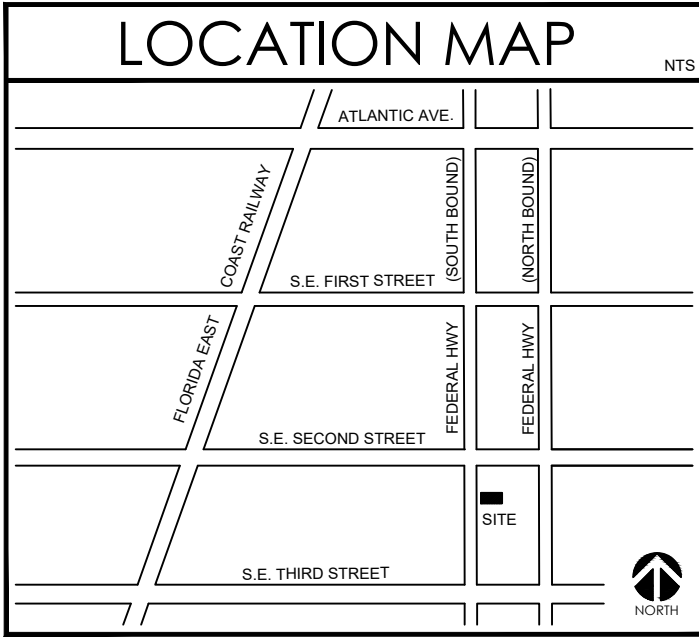 LOCATION MAP
NTS
ATLANTIC AVE.
COAST RAILWAY
(SOUTH BOUND)
(NORTH BOUND)
S.E. FIRST STREET
FLORIDA EAST
FEDERAL HWY
FEDERAL HWY
S.E. SECOND STREET
SITE
S.E. THIRD STREET
NORTH